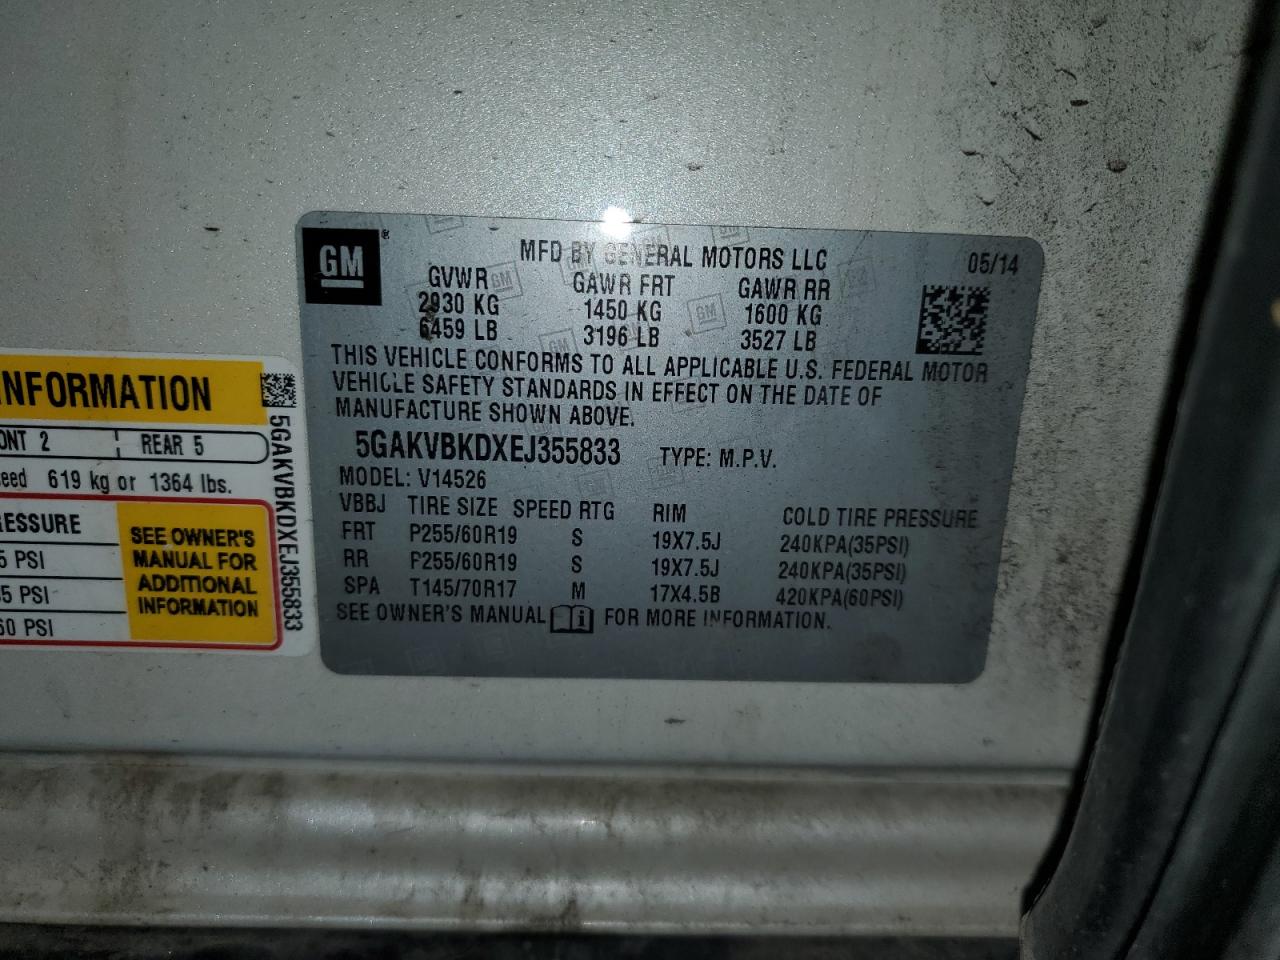 GM ®
MFD BY GENERAL MOTORS LLC 05/14
GVWR GAWR FRT GAWR RR
2930 KG 1450 KG 1600 KG
6459 LB 3196 LB 3527 LB
THIS VEHICLE CONFORMS TO ALL APPLICABLE U.S. FEDERAL MOTOR
VEHICLE SAFETY STANDARDS IN EFFECT ON THE DATE OF
MANUFACTURE SHOWN ABOVE.
5GAKVBKDXEJ355833 TYPE: M.P.V.
MODEL: V14526
VBBJ TIRE SIZE SPEED RTG RIM COLD TIRE PRESSURE
FRT P255/60R19 S 19X7.5J 240KPA(35PSI)
RR P255/60R19 S 19X7.5J 240KPA(35PSI)
SPA T145/70R17 M 17X4.5B 420KPA(60PSI)
SEE OWNER'S MANUAL i FOR MORE INFORMATION.
INFORMATION
ONT 2 REAR 5
eed 619 kg or 1364 lbs.
RESSURE
5 PSI
35 PSI
60 PSI
SEE OWNER'S
MANUAL FOR
ADDITIONAL
INFORMATION
5GAKVBKDXEJ355833